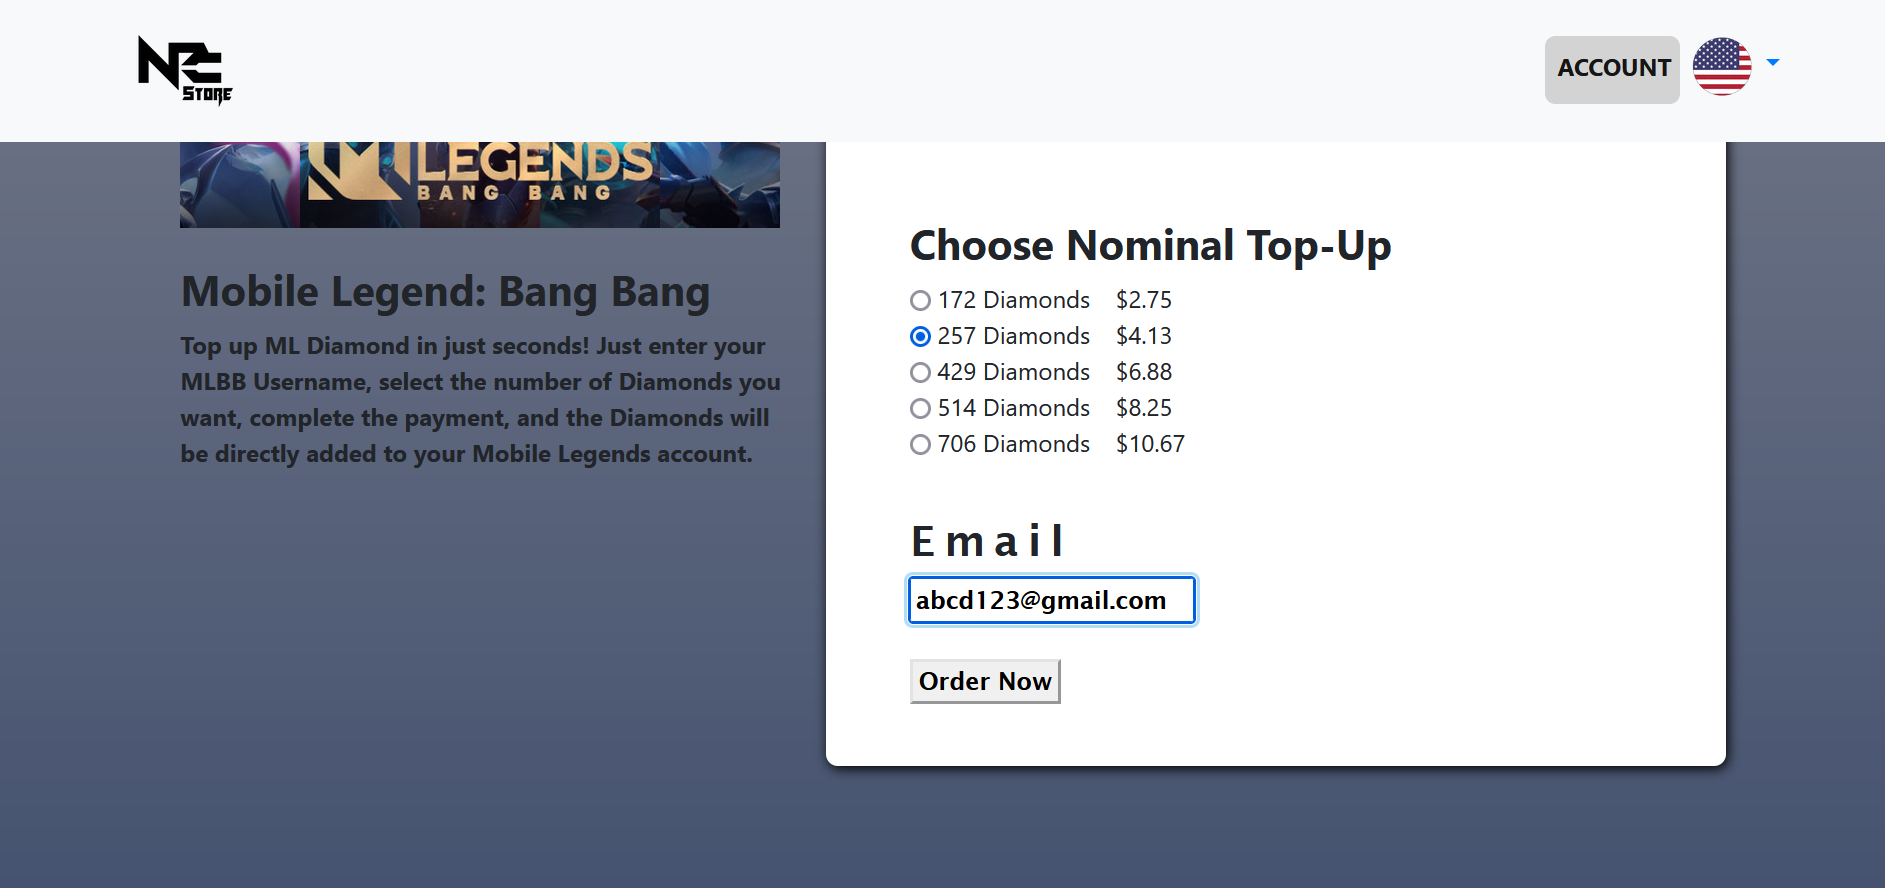 NRC
STORE
ACCOUNT
LEGENDS
BANG BANG
Mobile Legend: Bang Bang
Top up ML Diamond in just seconds! Just enter your
MLBB Username, select the number of Diamonds you
want, complete the payment, and the Diamonds will
be directly added to your Mobile Legends account.
Choose Nominal Top-Up
172 Diamonds $2.75
257 Diamonds $4.13
429 Diamonds $6.88
514 Diamonds $8.25
706 Diamonds $10.67
Email
abcd123@gmail.com
Order Now